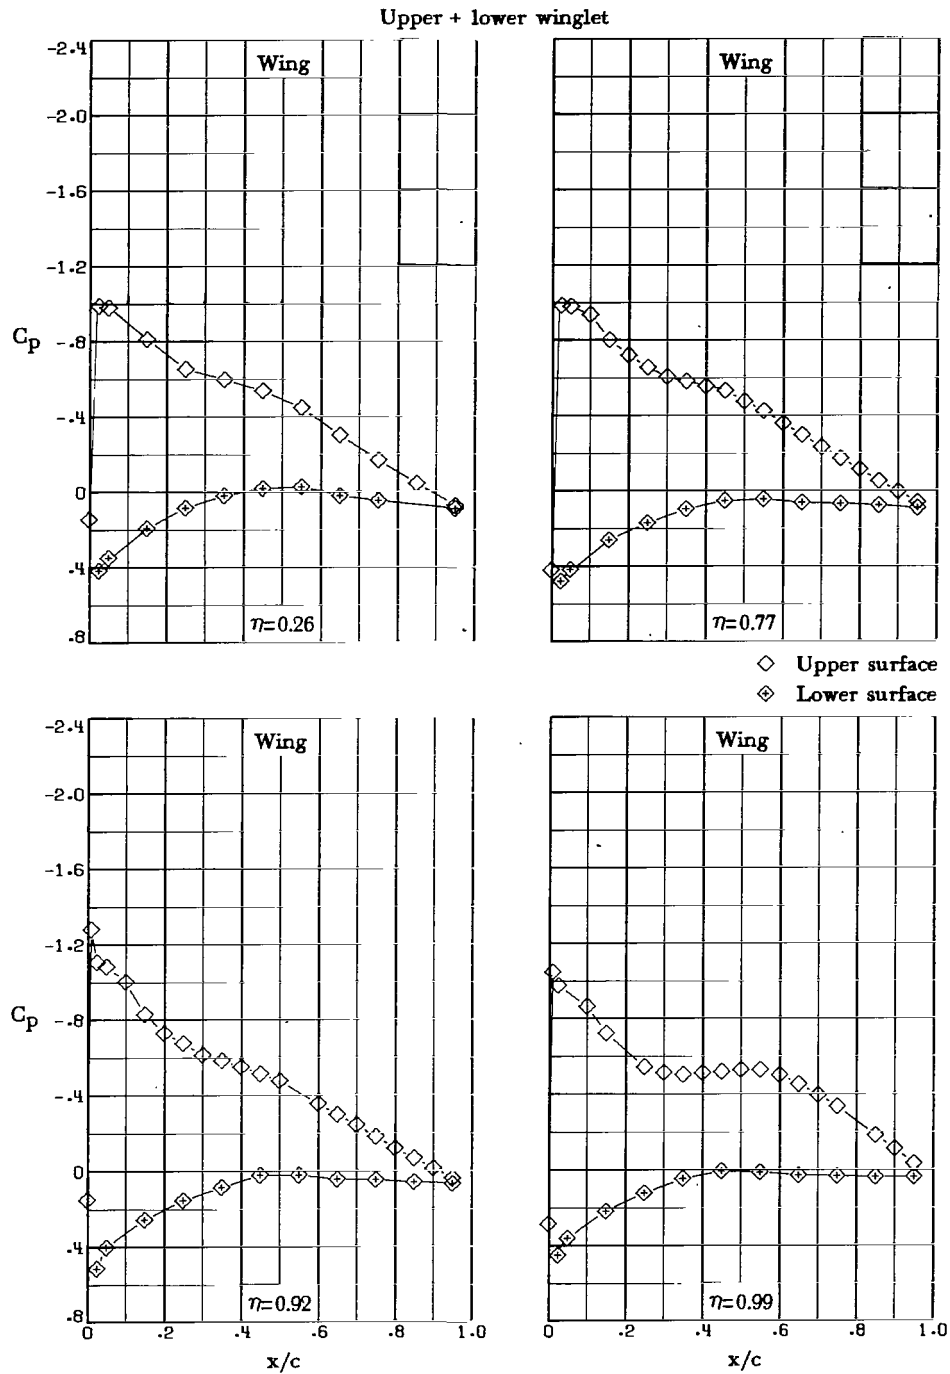 Upper + lower winglet
-2.4
Wing
Wing
-2.0
-1.6
-1.2
Cp
-.8
-.4
0
.4
.8
η=0.26
η=0.77
Upper surface
Lower surface
-2.4
Wing
Wing
-2.0
-1.6
-1.2
Cp
-.8
-.4
0
.4
.8
η=0.92
η=0.99
0 .2 .4 .6 .8 1.0
0 .2 .4 .6 .8 1.0
x/c
x/c